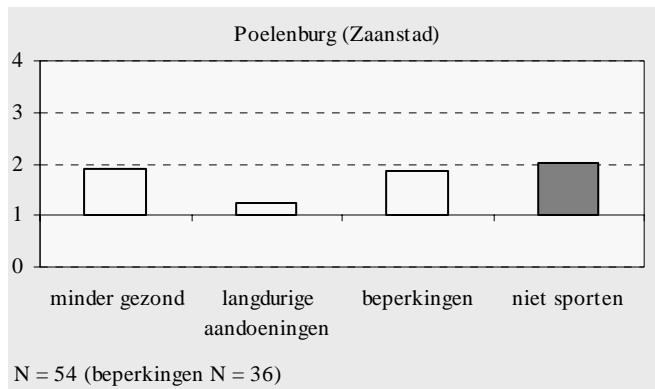 Poelenburg (Zaanstad)
4
3
2
1
0
minder gezond
langdurige
aandoeningen
beperkingen
niet sporten
N = 54 (beperkingen N = 36)